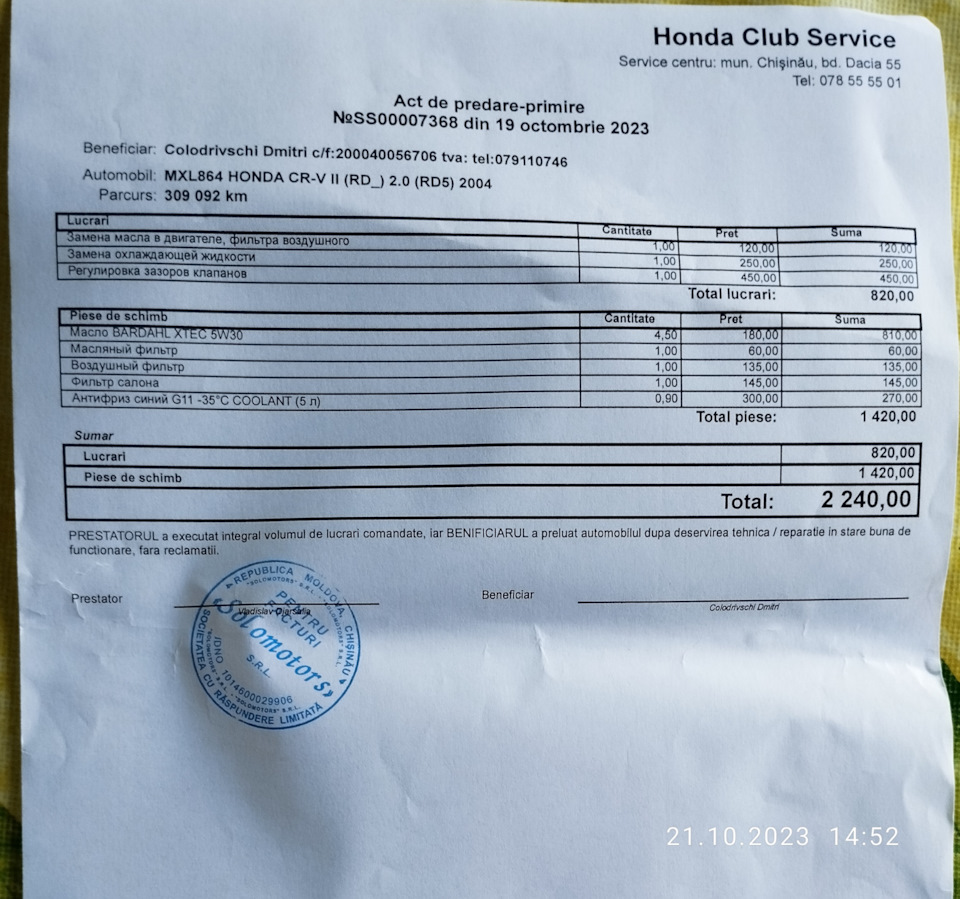 Honda Club Service
Service centru: mun. Chișinău, bd. Dacia 55
Tel: 078 55 55 01
Act de predare-primire
№SS00007368 din 19 octombrie 2023
Beneficiar: Colodrivschi Dmitri c/f:200040056706 tva: tel:079110746
Automobil: MXL864 HONDA CR-V II (RD_) 2.0 (RD5) 2004
Parcurs: 309 092 km
Lucrari Cantitate Pret Suma
Замена масла в двигателе, фильтра воздушного 1,00 120,00 120,00
Замена охлаждающей жидкости 1,00 250,00 250,00
Регулировка зазоров клапанов 1,00 450,00 450,00
Total lucrari: 820,00
Piese de schimb Cantitate Pret Suma
Масло BARDAHL XTEC 5W30 4,50 180,00 810,00
Масляный фильтр 1,00 60,00 60,00
Воздушный фильтр 1,00 135,00 135,00
Фильтр салона 1,00 145,00 145,00
Антифриз синий G11 -35°C COOLANT (5 л) 0,90 300,00 270,00
Total piese: 1 420,00
Sumar
Lucrari 820,00
Piese de schimb 1 420,00
Total: 2 240,00
PRESTATORUL a executat integral volumul de lucrari comandate, iar BENIFICIARUL a preluat automobilul dupa deservirea tehnica / reparatie in stare buna de
functionare, fara reclamatii.
Prestator Beneficiar
Vladislav
Colodrivschi Dmitri
REPUBLICA MOLDOVA, CHIȘINĂU
"SOLOMOTORS" S.R.L.
PENTRU
FACTURI
«Solomotors»
S.R.L
IDNO 1014600029906
"SOLOMOTORS" S.R.L.
SOCIETATEA CU RĂSPUNDERE LIMITATĂ
21.10.2023 14:52